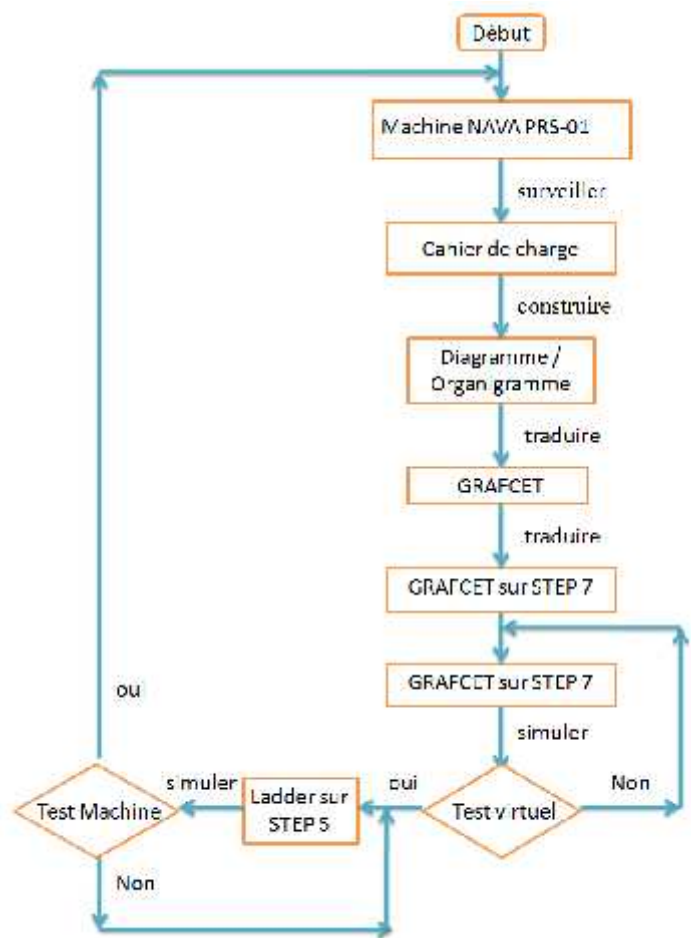 Début
Machine NAVA PRS-01
surveiller
Cahier de charge
construire
Diagramme /
Organigramme
traduire
GRAFCET
traduire
GRAFCET sur STEP 7
GRAFCET sur STEP 7
simuler
ou
Test Machine
simuler
Ladder sur
STEP 5
oui
Test virtuel
Non
Non